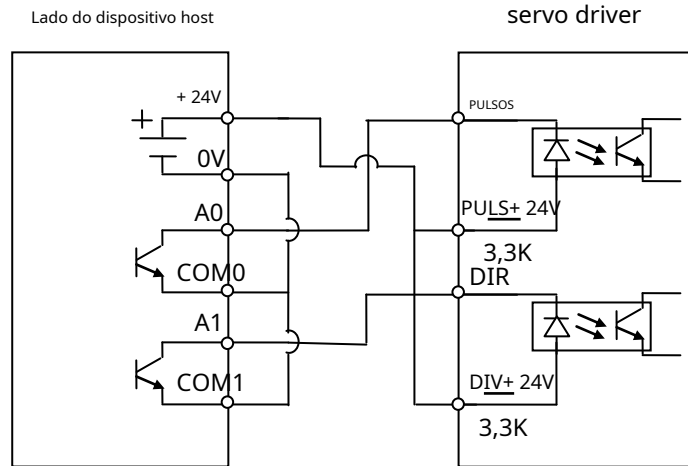 Lado do dispositivo host
servo driver
+ 24V
PULSOS
+
0V
A0
PULS+ 24V
3,3K
COM0
DIR
A1
COM1
DIV+ 24V
3,3K